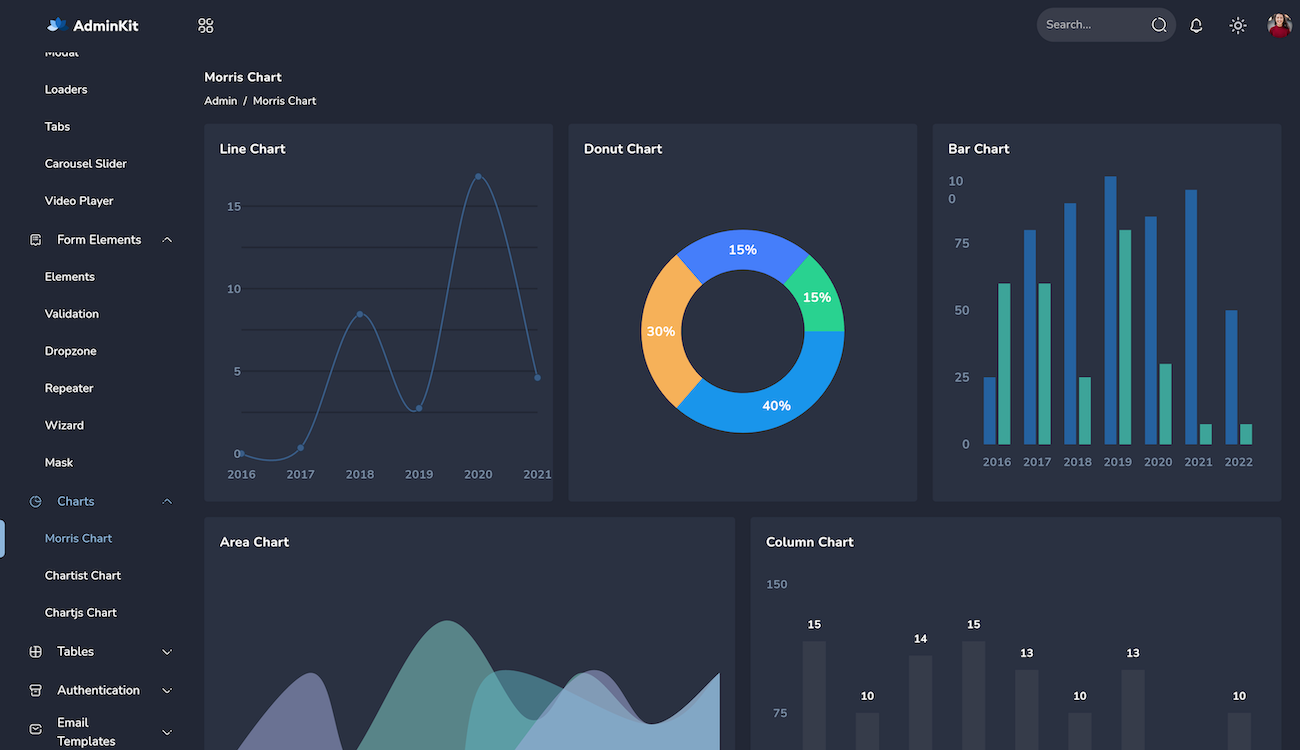 AdminKit
Search...
Modal
Loaders
Tabs
Carousel Slider
Video Player
Form Elements
Elements
Validation
Dropzone
Repeater
Wizard
Mask
Charts
Morris Chart
Chartist Chart
Chartjs Chart
Tables
Authentication
Email
Templates
Morris Chart
Admin / Morris Chart
Line Chart
15
10
5
0
2016 2017 2018 2019 2020 2021
Donut Chart
15%
15%
30%
40%
Bar Chart
10
0
75
50
25
0
2016 2017 2018 2019 2020 2021 2022
Area Chart
Column Chart
150
75
15
10
14
15
13
10
13
10